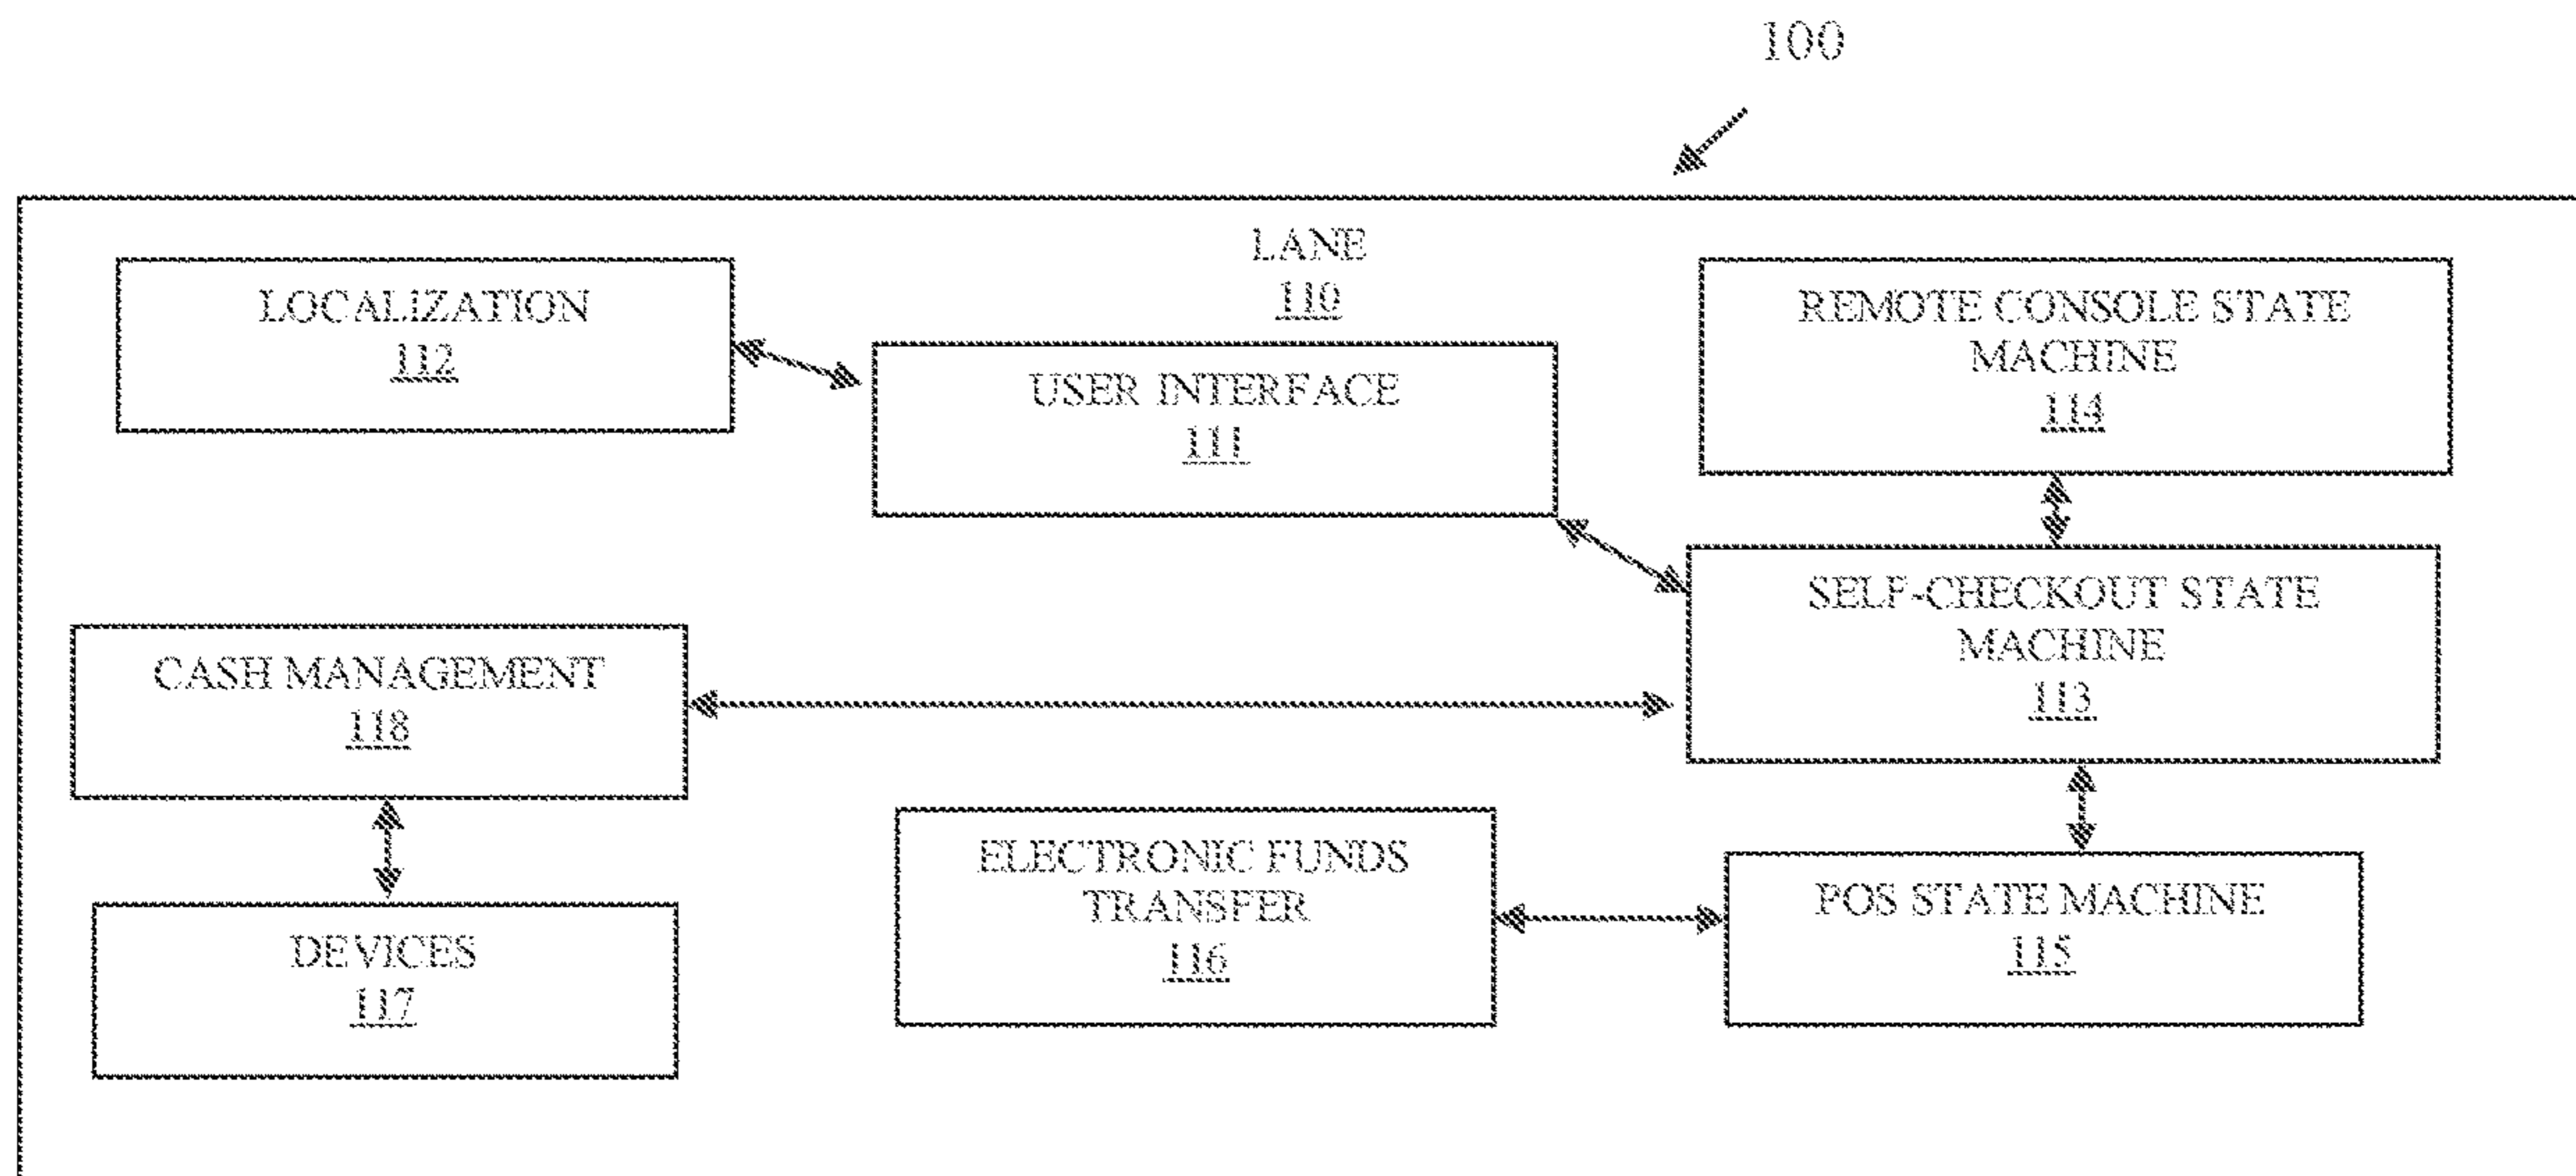 100
LANE
110
LOCALIZATION
112
USER INTERFACE
111
REMOTE CONSOLE STATE
MACHINE
114
SELF-CHECKOUT STATE
MACHINE
113
CASH MANAGEMENT
118
ELECTRONIC FUNDS
TRANSFER
116
POS STATE MACHINE
115
DEVICES
117